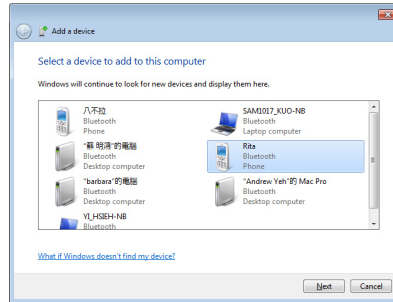 Add a device
Select a device to add to this computer
Windows will continue to look for new devices and display them here.
八不拉
Bluetooth
Phone
SAM1017_KUO-NB
Bluetooth
Laptop computer
"蘇 明清"的電腦
Bluetooth
Desktop computer
Rita
Bluetooth
Phone
"barbara"的電腦
Bluetooth
Desktop computer
"Andrew Yeh"的 Mac Pro
Bluetooth
Desktop computer
YI_HSIEH-NB
Bluetooth
What if Windows doesn't find my device?
Next
Cancel